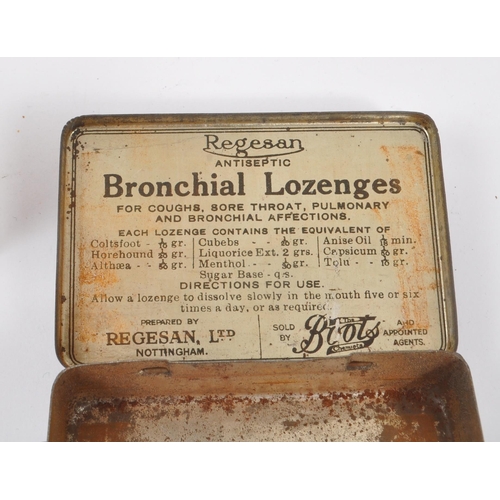 Regesan
ANTISEPTIC
Bronchial Lozenges
FOR COUGHS, SORE THROAT, PULMONARY
AND BRONCHIAL AFFECTIONS.
EACH LOZENGE CONTAINS THE EQUIVALENT OF
Coltsfoot - gr. Cubebs - - gr. Anise Oil min.
Horehound gr. Liquorice Ext. 2 grs. Capsicum gr.
Althæa - - gr. Menthol - - gr. Tolu - - gr.
Sugar Base - q.s.
DIRECTIONS FOR USE.
Allow a lozenge to dissolve slowly in the mouth five or six
times a day, or as required.
PREPARED BY
REGESAN, LTD
NOTTINGHAM.
SOLD BY
Boots
The
Chemists
AND APPOINTED AGENTS.